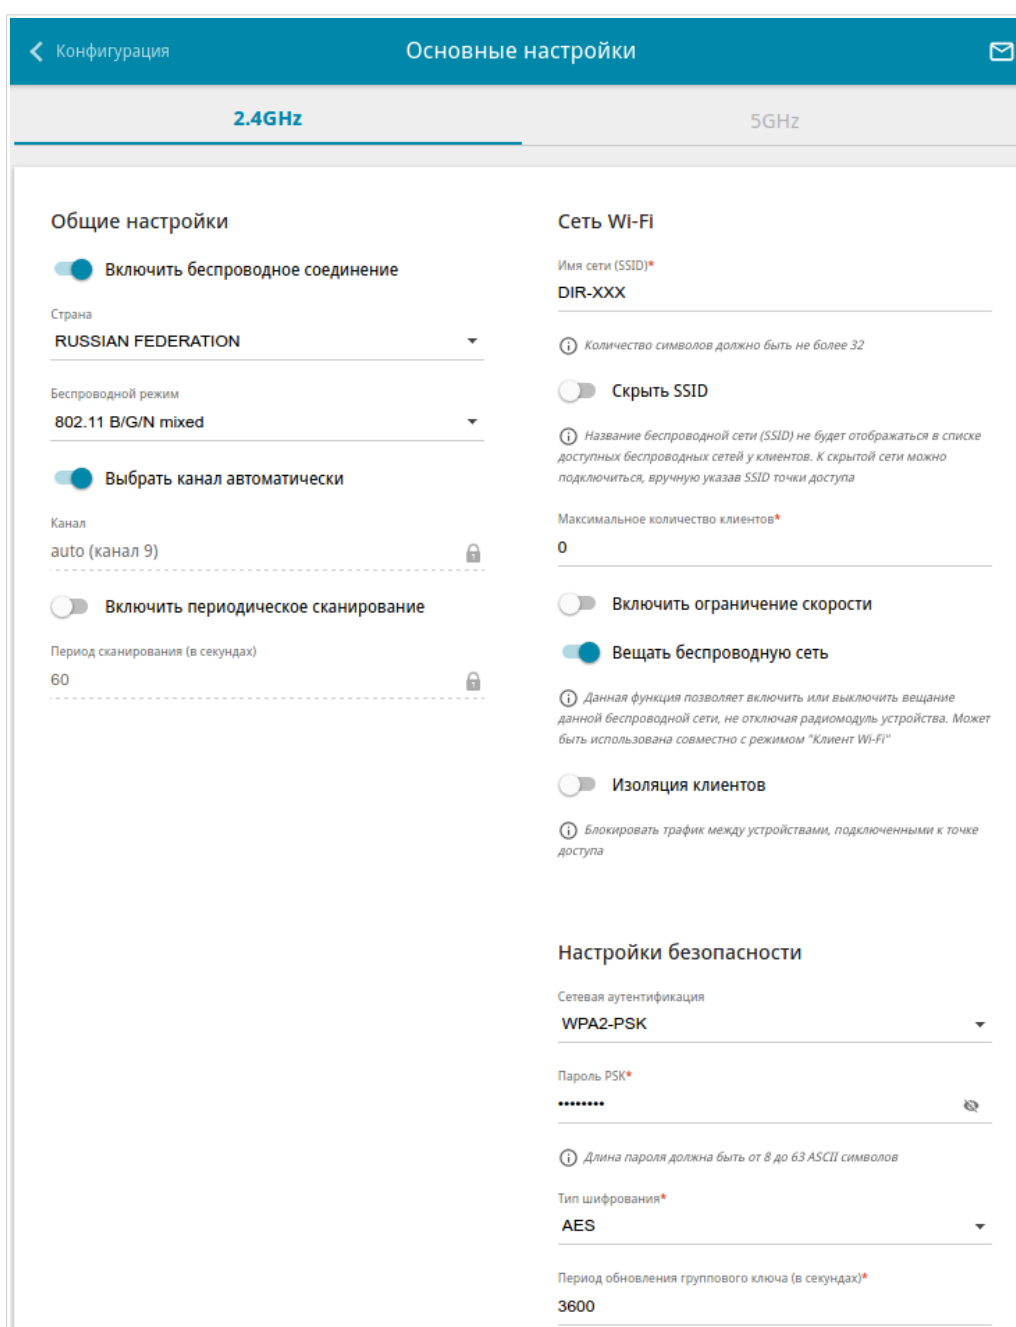 Конфигурация
Основные настройки
2.4GHz
5GHz
Общие настройки
Включить беспроводное соединение
Страна
RUSSIAN FEDERATION
Беспроводной режим
802.11 B/G/N mixed
Выбрать канал автоматически
Канал
auto (канал 9)
Включить периодическое сканирование
Период сканирования (в секундах)
60
Сеть Wi-Fi
Имя сети (SSID)*
DIR-XXX
Количество символов должно быть не более 32
Скрыть SSID
Название беспроводной сети (SSID) не будет отображаться в списке
доступных беспроводных сетей у клиентов. К скрытой сети можно
подключиться, вручную указав SSID точки доступа
Максимальное количество клиентов*
0
Включить ограничение скорости
Вещать беспроводную сеть
Данная функция позволяет включить или выключить вещание
данной беспроводной сети, не отключая радиомодуль устройства. Может
быть использована совместно с режимом "Клиент Wi-Fi"
Изоляция клиентов
Блокировать трафик между устройствами, подключенными к точке
доступа
Настройки безопасности
Сетевая аутентификация
WPA2-PSK
Пароль PSK*
••••••••
Длина пароля должна быть от 8 до 63 ASCII символов
Тип шифрования*
AES
Период обновления группового ключа (в секундах)*
3600